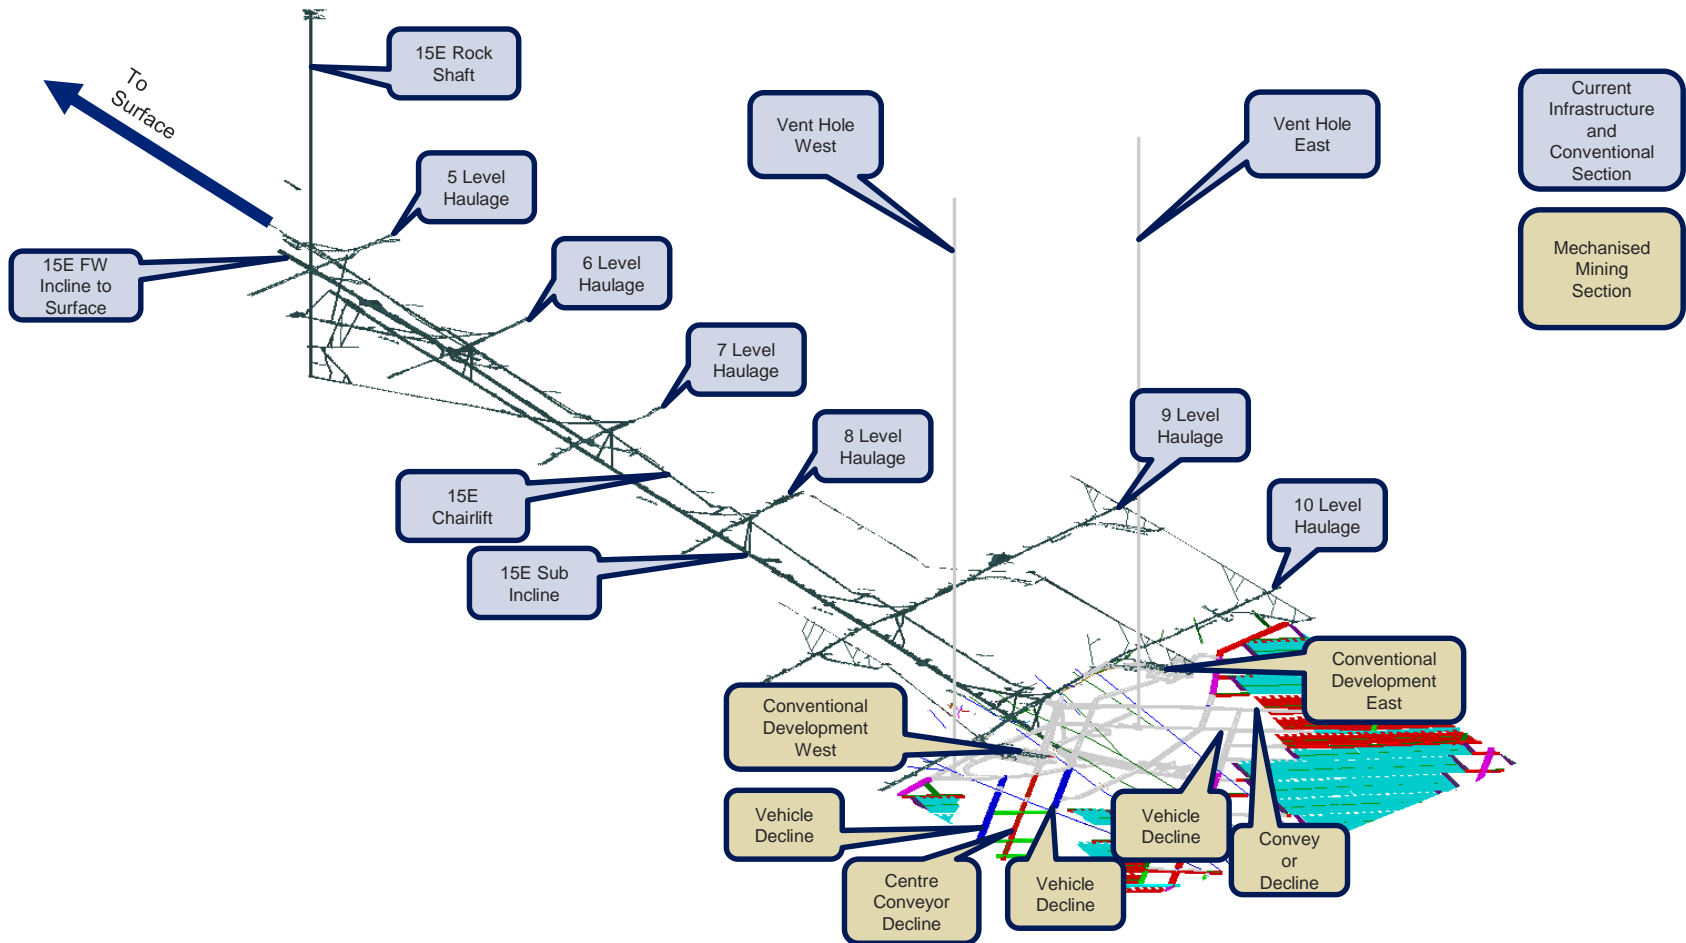 15E Rock
Shaft
To
Surface
Current
Infrastructure
and
Conventional
Section
Vent Hole
West
Vent Hole
East
5 Level
Haulage
Mechanised
Mining
Section
15E FW
Incline to
Surface
6 Level
Haulage
7 Level
Haulage
8 Level
Haulage
9 Level
Haulage
15E
Chairlift
10 Level
Haulage
15E Sub
Incline
Conventional
Development
East
Conventional
Development
West
Vehicle
Decline
Vehicle
Decline
Convey
or
Decline
Centre
Conveyor
Decline
Vehicle
Decline